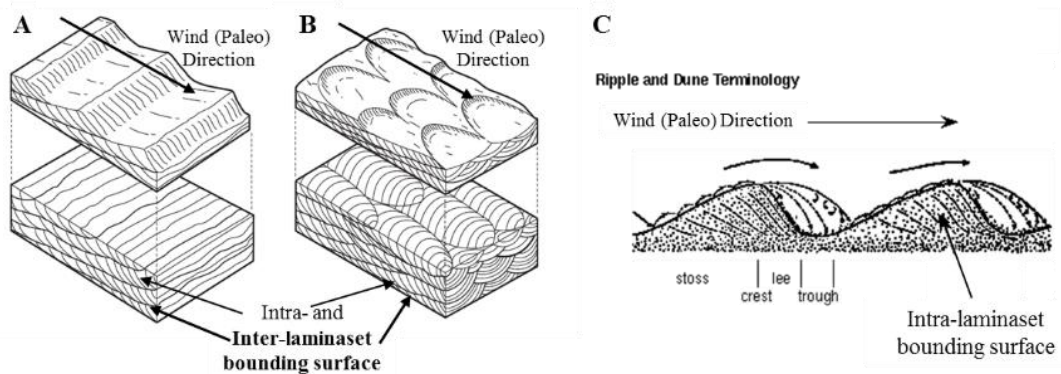 A
Wind (Paleo)
Direction
B
Wind (Paleo)
Direction
Intra- and
Inter-laminaset
bounding surface
C
Ripple and Dune Terminology
Wind (Paleo) Direction
stoss
crest
lee
trough
Intra-laminaset
bounding surface